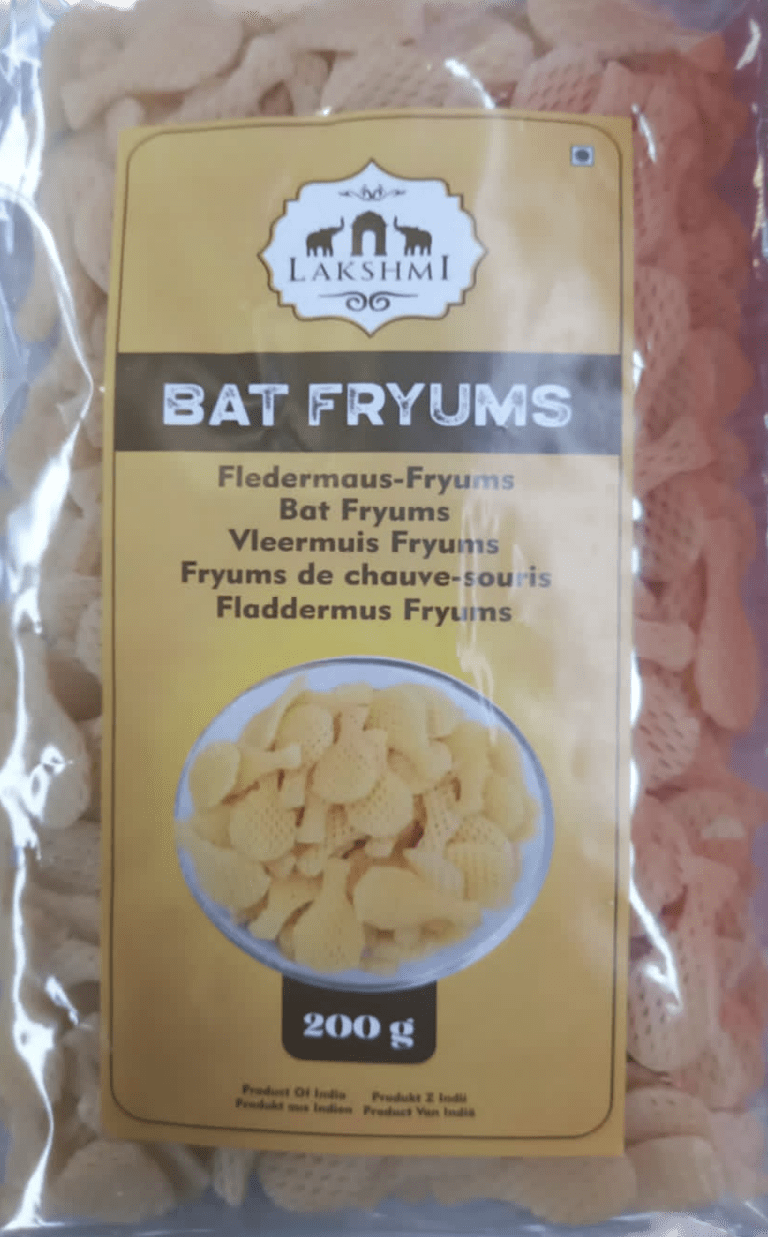 LAKSHMI
BAT FRYUMS
Fledermaus-Fryums
Bat Fryums
Vleermuis Fryums
Fryums de chauve-souris
Fladdermus Fryums
200 g
Product Of India Produkt Z Indii
Produkt aus Indien Product Van Indië